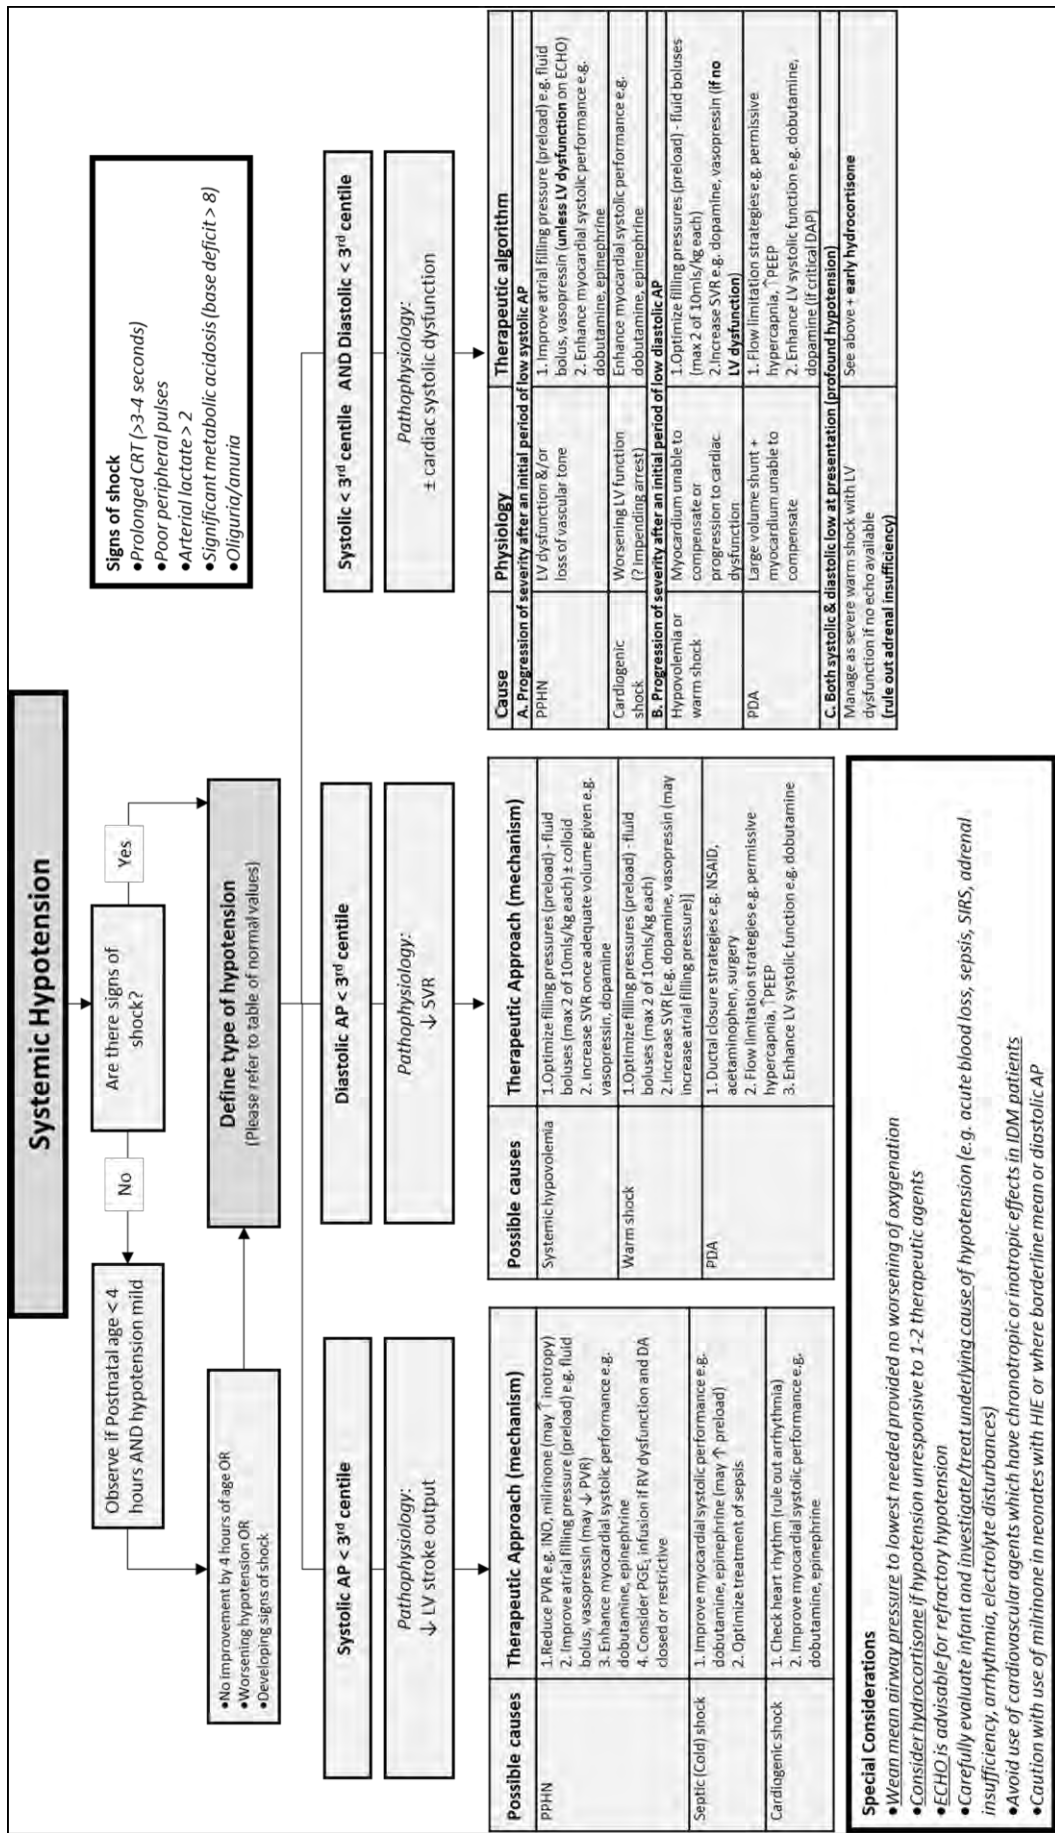 Systemic Hypotension
Are there signs of
shock?
No
Yes
Observe if Postnatal age < 4
hours AND hypotension mild
•No improvement by 4 hours of age OR
•Worsening hypotension OR
•Developing signs of shock
Define type of hypotension
(Please refer to table of normal values)
Signs of shock
•Prolonged CRT (>3-4 seconds)
•Poor peripheral pulses
•Arterial lactate > 2
•Significant metabolic acidosis (base deficit > 8)
•Oliguria/anuria
Systolic AP < 3rd centile
Pathophysiology:
↓ LV stroke output
Possible causes
Therapeutic Approach (mechanism)
PPHN
1.Reduce PVR e.g. iNO, milrinone (may ↑ inotropy)
2. Improve atrial filling pressure (preload) e.g. fluid
bolus, vasopressin (may ↓ PVR)
3. Enhance myocardial systolic performance e.g.
dobutamine, epinephrine
4. Consider PGE1 infusion if RV dysfunction and DA
closed or restrictive
Septic (Cold) shock
1. Improve myocardial systolic performance e.g.
dobutamine, epinephrine (may ↑ preload)
2. Optimize treatment of sepsis
Cardiogenic shock
1. Check heart rhythm (rule out arrhythmia)
2. Improve myocardial systolic performance e.g.
dobutamine, epinephrine
Diastolic AP < 3rd centile
Pathophysiology:
↓ SVR
Possible causes
Therapeutic Approach (mechanism)
Systemic hypovolemia
1.Optimize filling pressures (preload) - fluid
boluses (max 2 of 10mls/kg each) ± colloid
2. Increase SVR once adequate volume given e.g.
vasopressin, dopamine
Warm shock
1.Optimize filling pressures (preload) - fluid
boluses (max 2 of 10mls/kg each)
2.Increase SVR [e.g. dopamine, vasopressin (may
increase atrial filling pressure)]
PDA
1. Ductal closure strategies e.g. NSAID,
acetaminophen, surgery
2. Flow limitation strategies e.g. permissive
hypercapnia, ↑PEEP
3. Enhance LV systolic function e.g. dobutamine
Systolic < 3rd centile AND Diastolic < 3rd centile
Pathophysiology:
± cardiac systolic dysfunction
Cause
Physiology
Therapeutic algorithm
A. Progression of severity after an initial period of low systolic AP
PPHN
LV dysfunction &/or
loss of vascular tone
1. Improve atrial filling pressure (preload) e.g. fluid
bolus, vasopressin (unless LV dysfunction on ECHO)
2. Enhance myocardial systolic performance e.g.
dobutamine, epinephrine
Cardiogenic
shock
Worsening LV function
(? Impending arrest)
Enhance myocardial systolic performance e.g.
dobutamine, epinephrine
B. Progression of severity after an initial period of low diastolic AP
Hypovolemia or
warm shock
Myocardium unable to
compensate or
progression to cardiac
dysfunction
1.Optimize filling pressures (preload) - fluid boluses
(max 2 of 10mls/kg each)
2.Increase SVR e.g. dopamine, vasopressin (if no
LV dysfunction)
PDA
Large volume shunt +
myocardium unable to
compensate
1. Flow limitation strategies e.g. permissive
hypercapnia, ↑PEEP
2. Enhance LV systolic function e.g. dobutamine,
dopamine (if critical DAP)
C. Both systolic & diastolic low at presentation (profound hypotension)
Manage as severe warm shock with LV
dysfunction if no echo available
(rule out adrenal insufficiency)
See above + early hydrocortisone
Special Considerations
•Wean mean airway pressure to lowest needed provided no worsening of oxygenation
•Consider hydrocortisone if hypotension unresponsive to 1-2 therapeutic agents
•ECHO is advisable for refractory hypotension
•Carefully evaluate infant and investigate/treat underlying cause of hypotension (e.g. acute blood loss, sepsis, SIRS, adrenal
insufficiency, arrhythmia, electrolyte disturbances)
•Avoid use of cardiovascular agents which have chronotropic or inotropic effects in IDM patients
•Caution with use of milrinone in neonates with HIE or where borderline mean or diastolic AP